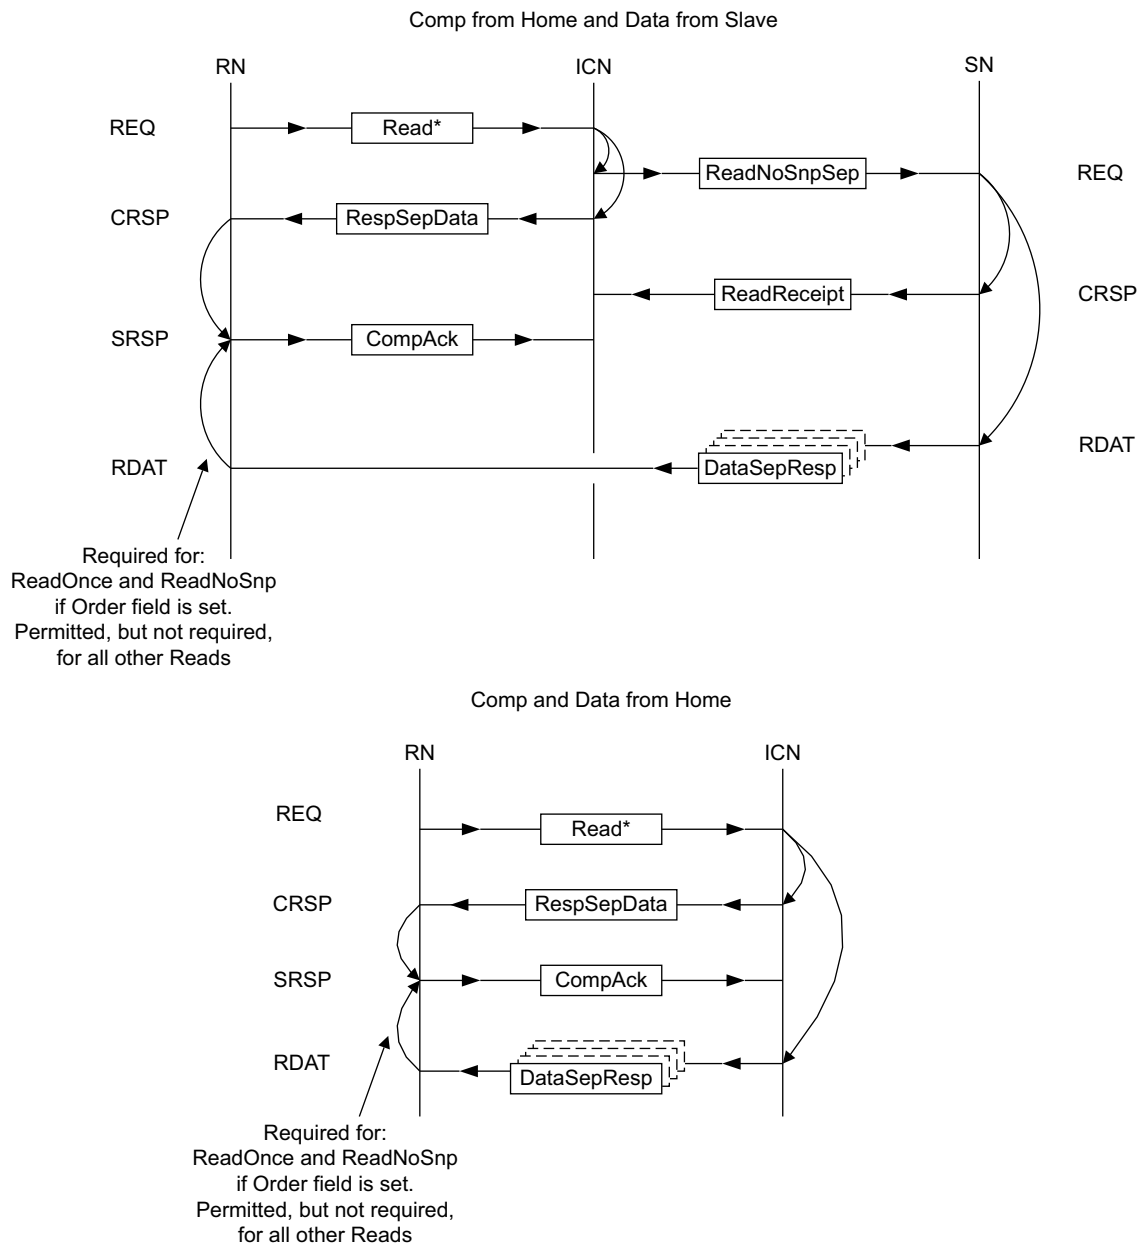 Comp from Home and Data from Slave
RN
ICN
SN
REQ
Read*
ReadNoSnpSep
REQ
CRSP
RespSepData
ReadReceipt
CRSP
SRSP
CompAck
RDAT
DataSepResp
RDAT
Required for:
ReadOnce and ReadNoSnp
if Order field is set.
Permitted, but not required,
for all other Reads
Comp and Data from Home
RN
ICN
REQ
Read*
CRSP
RespSepData
SRSP
CompAck
RDAT
DataSepResp
Required for:
ReadOnce and ReadNoSnp
if Order field is set.
Permitted, but not required,
for all other Reads